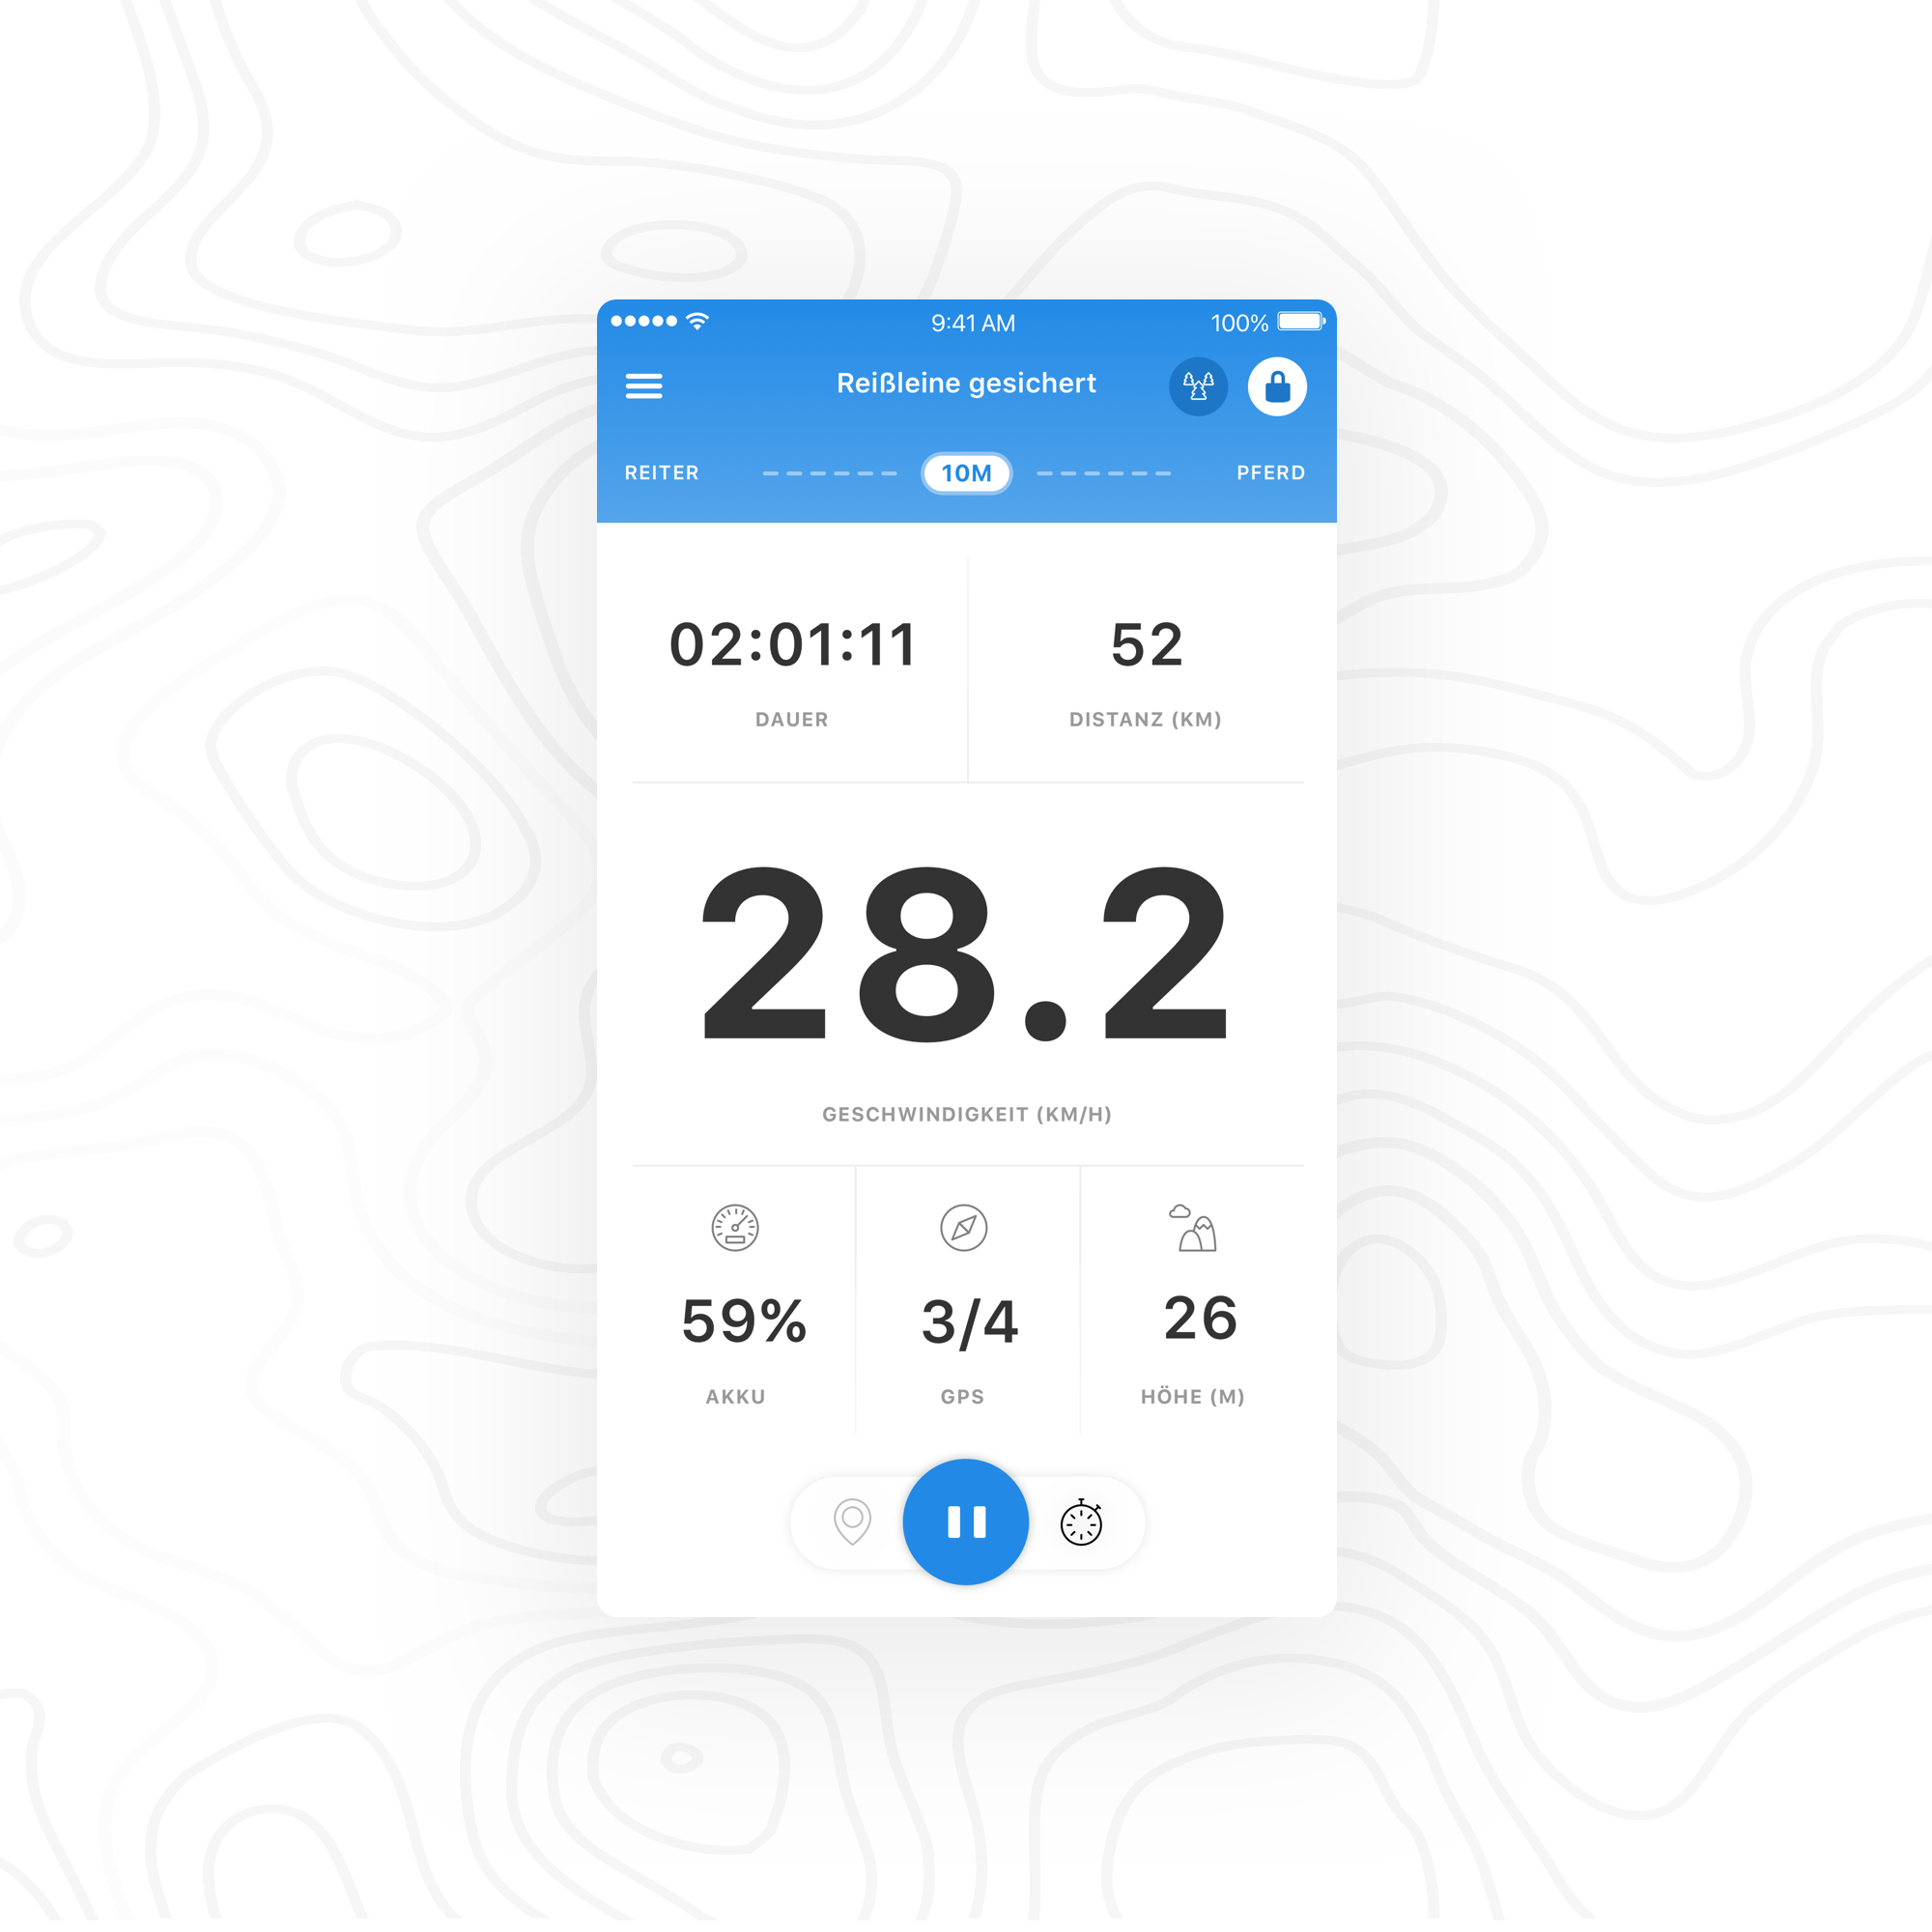 9:41 AM 100%
Reißleine gesichert
REITER 10M PFERD
02:01:11 52
DAUER DISTANZ (KM)
28.2
GESCHWINDIGKEIT (KM/H)
59% 3/4 26
AKKU GPS HÖHE (M)